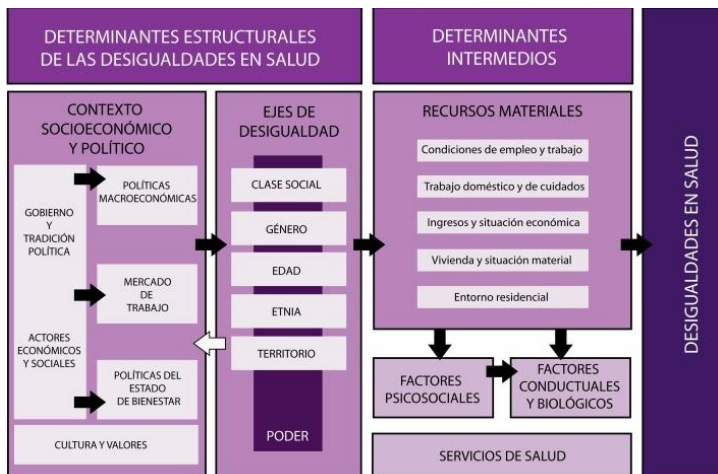 DETERMINANTES ESTRUCTURALES
DE LAS DESIGUALDADES EN SALUD
DETERMINANTES
INTERMEDIOS
CONTEXTO
SOCIOECONÓMICO
Y POLÍTICO
GOBIERNO
Y
TRADICIÓN
POLÍTICA
ACTORES
ECONÓMICOS
Y SOCIALES
POLÍTICAS
MACROECONÓMICAS
MERCADO
DE
TRABAJO
POLÍTICAS DEL
ESTADO
DE BIENESTAR
CULTURA Y VALORES
EJES DE
DESIGUALDAD
CLASE SOCIAL
GÉNERO
EDAD
ETNIA
TERRITORIO
PODER
RECURSOS MATERIALES
Condiciones de empleo y trabajo
Trabajo doméstico y de cuidados
Ingresos y situación económica
Vivienda y situación material
Entorno residencial
FACTORES
PSICOSOCIALES
FACTORES
CONDUCTUALES
Y BIOLÓGICOS
SERVICIOS DE SALUD
DESIGUALDADES EN SALUD